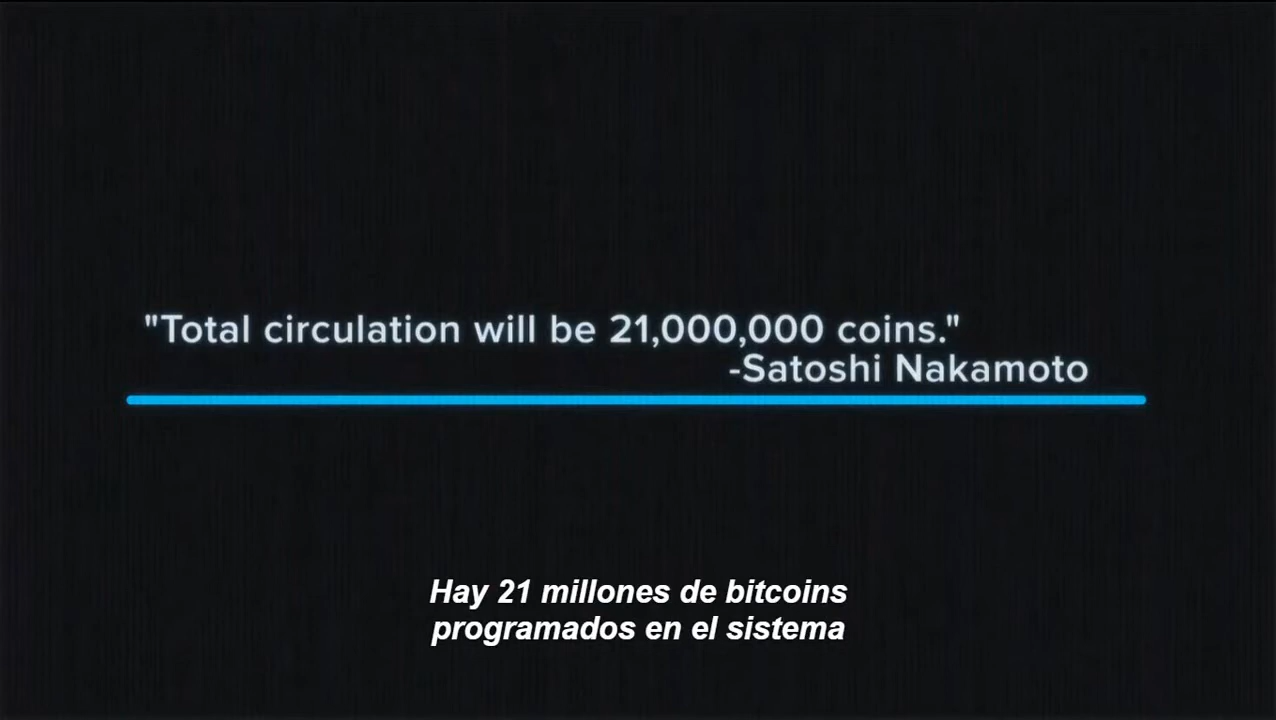 "Total circulation will be 21,000,000 coins."
-Satoshi Nakamoto
Hay 21 millones de bitcoins
programados en el sistema